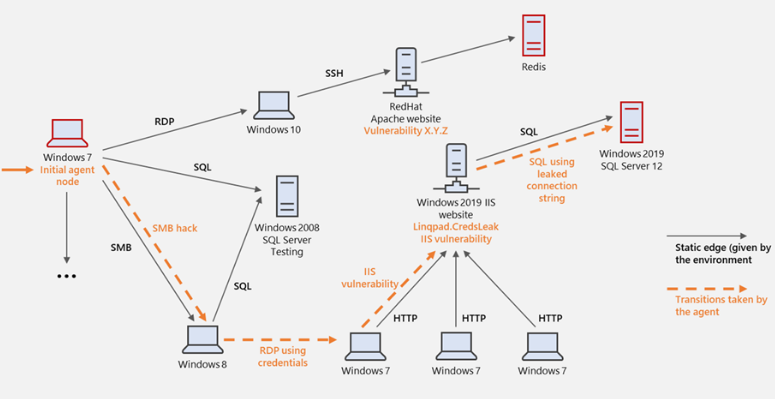 Redis
SSH
RedHat
Apache website
Vulnerability X.Y.Z
RDP
Windows 10
SQL
Windows 2019
SQL Server 12
SQL using
leaked
connection
string
Windows 7
Initial agent
node
SQL
Windows 2008
SQL Server
Testing
Windows 2019 IIS
website
Linqpad.CredsLeak
IIS vulnerability
SMB hack
SMB
...
SQL
IIS
vulnerability
HTTP
HTTP
HTTP
Static edge (given by
the environment
Transitions taken by
the agent
Windows 8
RDP using
credentials
Windows 7
Windows 7
Windows 7